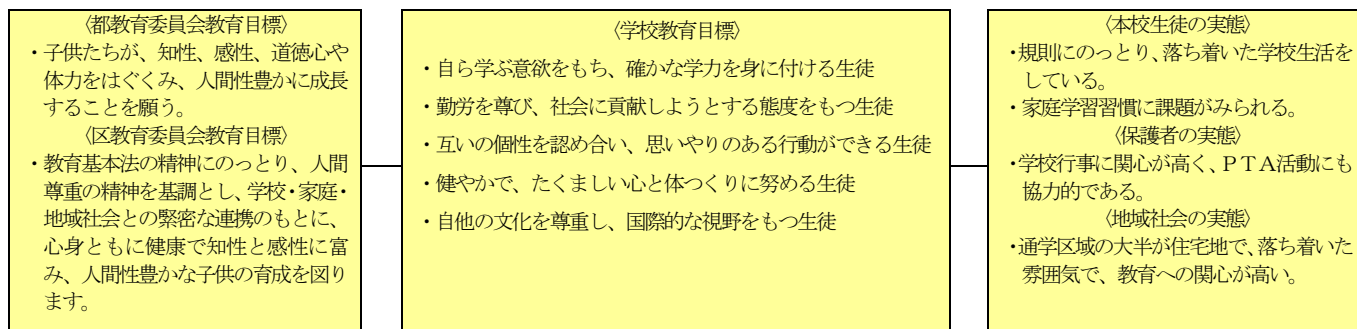 〈都教育委員会教育目標〉
・子供たちが、知性、感性、道徳心や
体力をはぐくみ、人間性豊かに成長
することを願う。
〈区教育委員会教育目標〉
・教育基本法の精神にのっとり、人間
尊重の精神を基調とし、学校・家庭・
地域社会との緊密な連携のもとに、
心身ともに健康で知性と感性に富
み、人間性豊かな子供の育成を図り
ます。
〈学校教育目標〉
・自ら学ぶ意欲をもち、確かな学力を身に付ける生徒
・勤労を尊び、社会に貢献しようとする態度をもつ生徒
・互いの個性を認め合い、思いやりのある行動ができる生徒
・健やかで、たくましい心と体つくりに努める生徒
・自他の文化を尊重し、国際的な視野をもつ生徒
〈本校生徒の実態〉
・規則にのっとり、落ち着いた学校生活を
している。
・家庭学習習慣に課題がみられる。
〈保護者の実態〉
・学校行事に関心が高く、ＰＴＡ活動にも
協力的である。
〈地域社会の実態〉
・通学区域の大半が住宅地で、落ち着いた
雰囲気で、教育への関心が高い。